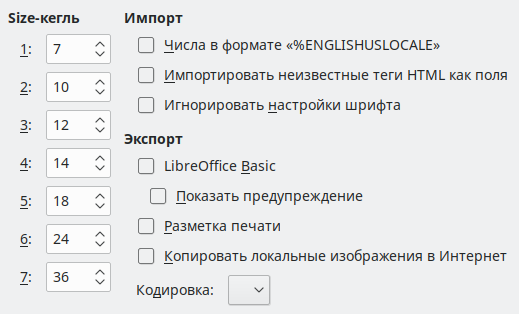 Size-кегль
1: 7
2: 10
3: 12
4: 14
5: 18
6: 24
7: 36
Импорт
Числа в формате «%ENGLISHUSLOCALE»
Импортировать неизвестные теги HTML как поля
Игнорировать настройки шрифта
Экспорт
LibreOffice Basic
Показать предупреждение
Разметка печати
Копировать локальные изображения в Интернет
Кодировка: